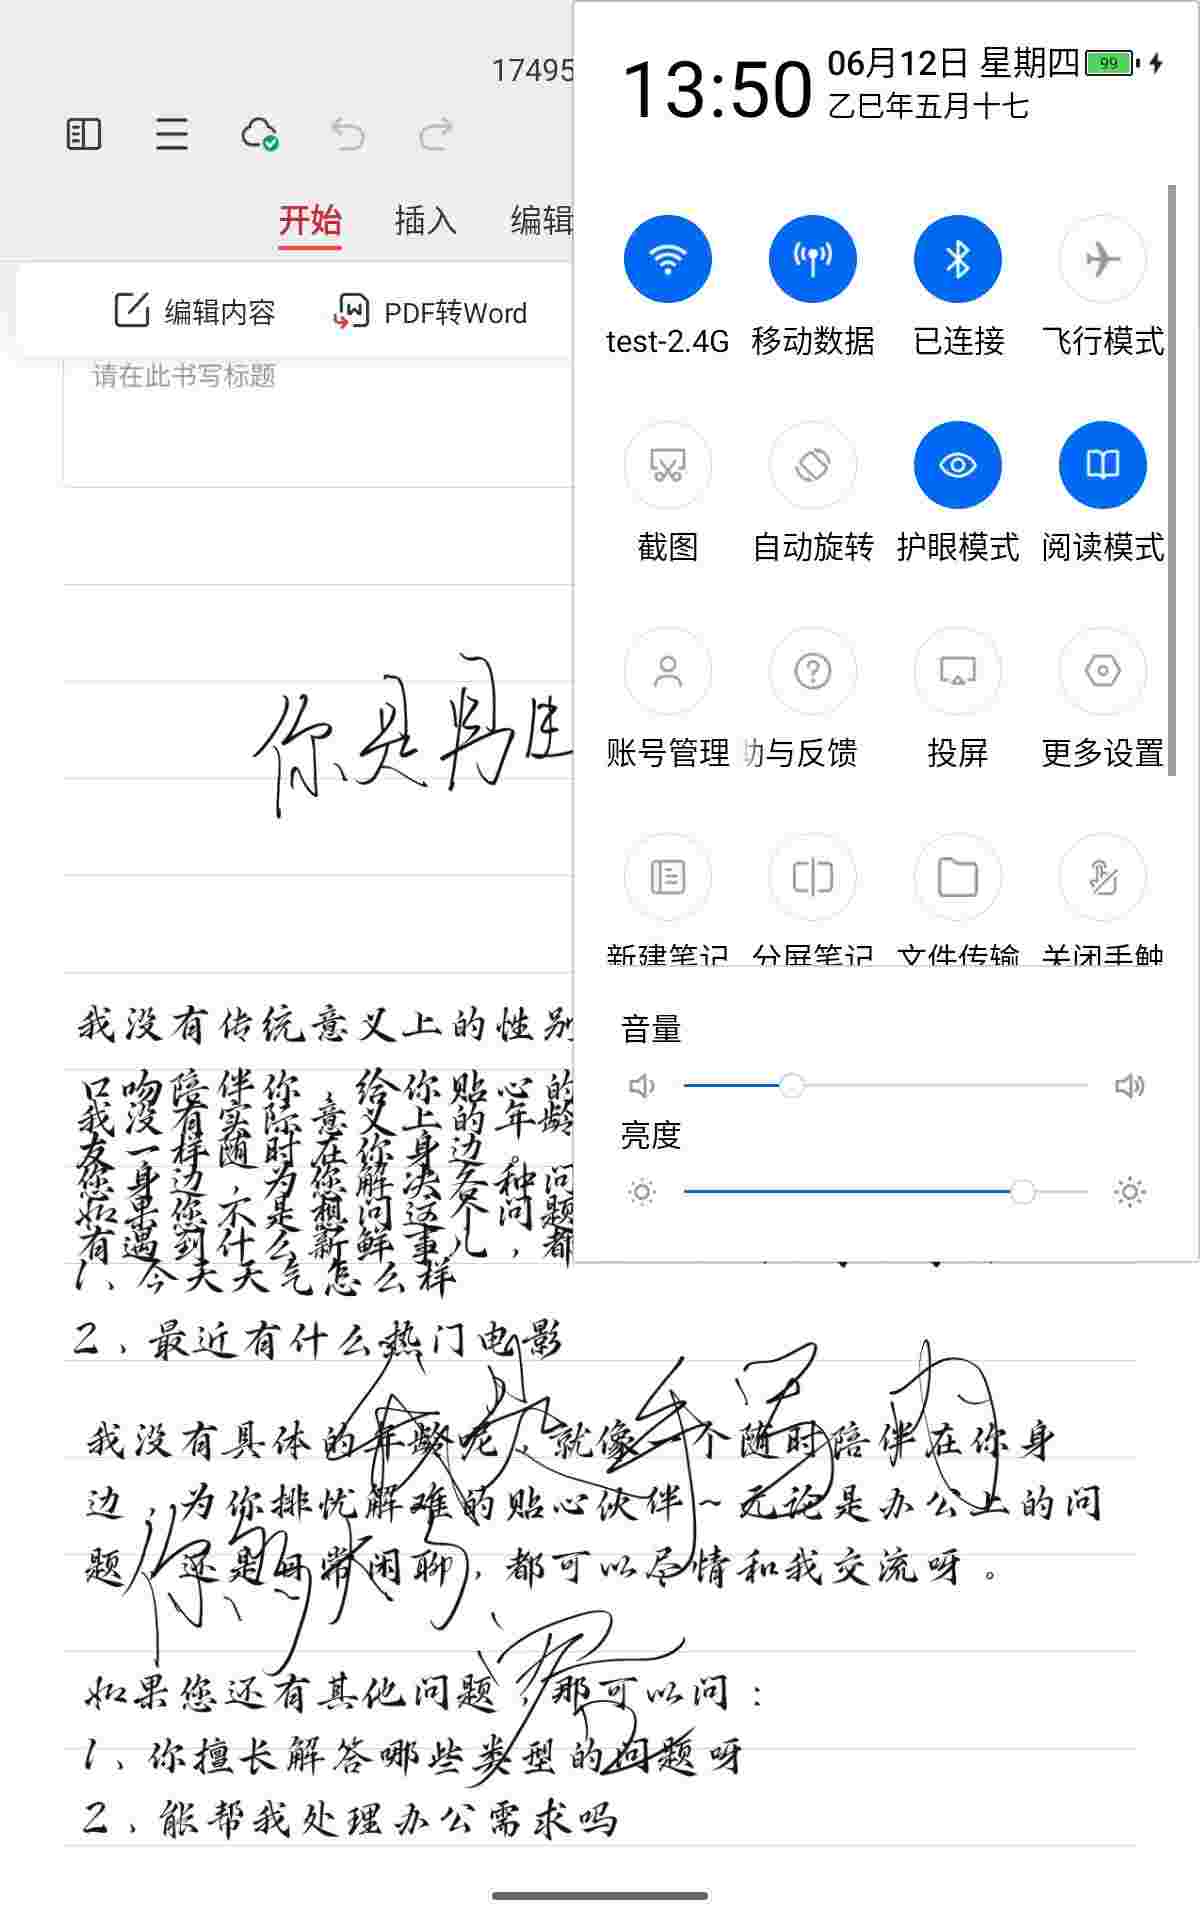 17495
13:50
06月12日 星期四 99
乙巳年五月十七
开始 插入 编辑
编辑内容 PDF转Word
请在此书写标题
test-2.4G 移动数据 已连接 飞行模式
截图 自动旋转 护眼模式 阅读模式
账号管理 助与反馈 投屏 更多设置
新建笔记 分屏笔记 文件传输 关闭手触
音量
亮度
你是男
我没有传统意义上的性别
口吻陪伴你，给你贴心的
我没有实际意义上的年龄
友一样随时在你身边。
您身边，为您解决各种问
如果您不是想问这个问题
有遇到什么新鲜事儿，都
1、今天天气怎么样
2、最近有什么热门电影
我没有具体的年龄呢，就像一个随时陪伴在你身
边，为你排忧解难的贴心伙伴~无论是办公上的问
题，还是日常闲聊，都可以尽情和我交流呀。
如果您还有其他问题，那可以问：
1、你擅长解答哪些类型的问题呀
2、能帮我处理办公需求吗